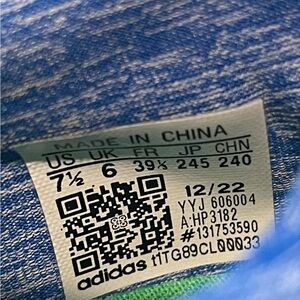 MADE IN CHINA
US UK FR JP CHN
7½ 6 39⅓ 245 240
12/22
YYJ 606004
A:HP3182
#131753590
adidas t1TG89CL00033